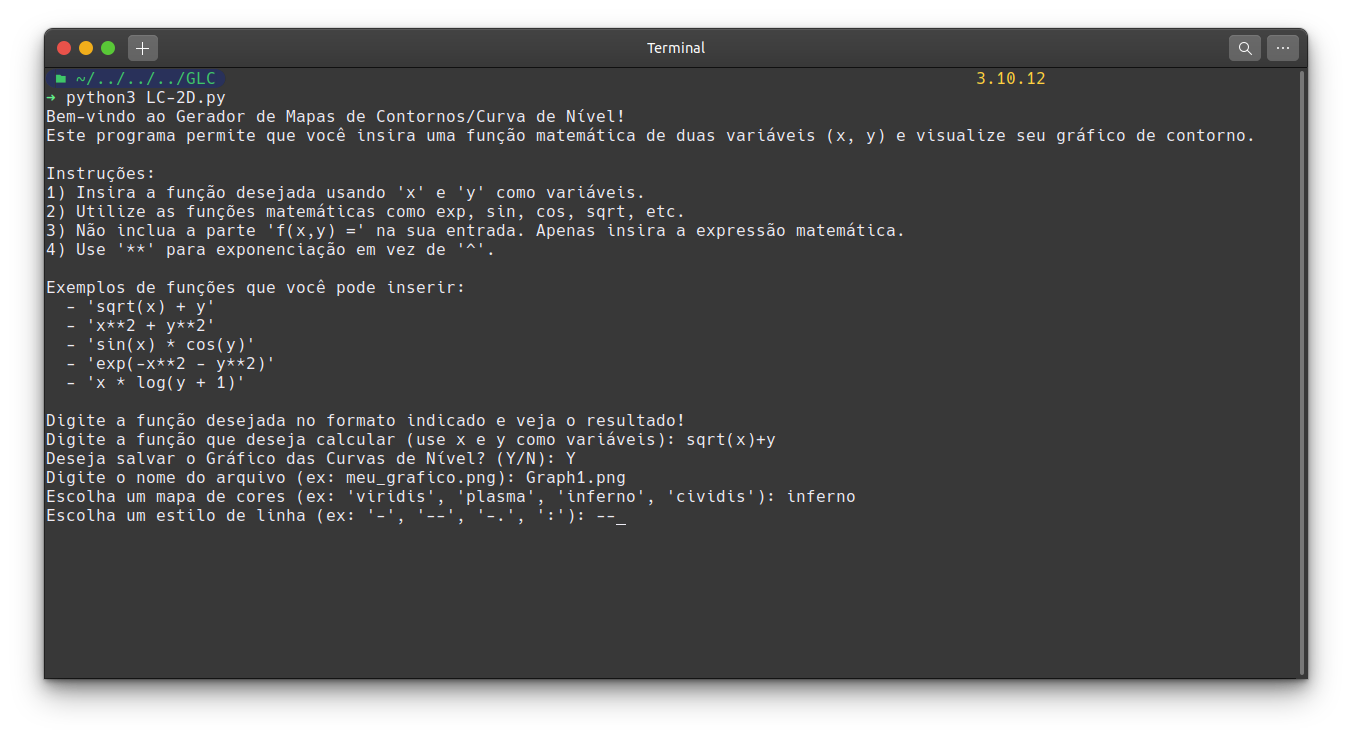 Terminal
~/../../../GLC 3.10.12
➜ python3 LC-2D.py
Bem-vindo ao Gerador de Mapas de Contornos/Curva de Nível!
Este programa permite que você insira uma função matemática de duas variáveis (x, y) e visualize seu gráfico de contorno.
Instruções:
1) Insira a função desejada usando 'x' e 'y' como variáveis.
2) Utilize as funções matemáticas como exp, sin, cos, sqrt, etc.
3) Não inclua a parte 'f(x,y) =' na sua entrada. Apenas insira a expressão matemática.
4) Use '**' para exponenciação em vez de '^'.
Exemplos de funções que você pode inserir:
- 'sqrt(x) + y'
- 'x**2 + y**2'
- 'sin(x) * cos(y)'
- 'exp(-x**2 - y**2)'
- 'x * log(y + 1)'
Digite a função desejada no formato indicado e veja o resultado!
Digite a função que deseja calcular (use x e y como variáveis): sqrt(x)+y
Deseja salvar o Gráfico das Curvas de Nível? (Y/N): Y
Digite o nome do arquivo (ex: meu_grafico.png): Graph1.png
Escolha um mapa de cores (ex: 'viridis', 'plasma', 'inferno', 'cividis'): inferno
Escolha um estilo de linha (ex: '-', '--', '-.', ':'): --_